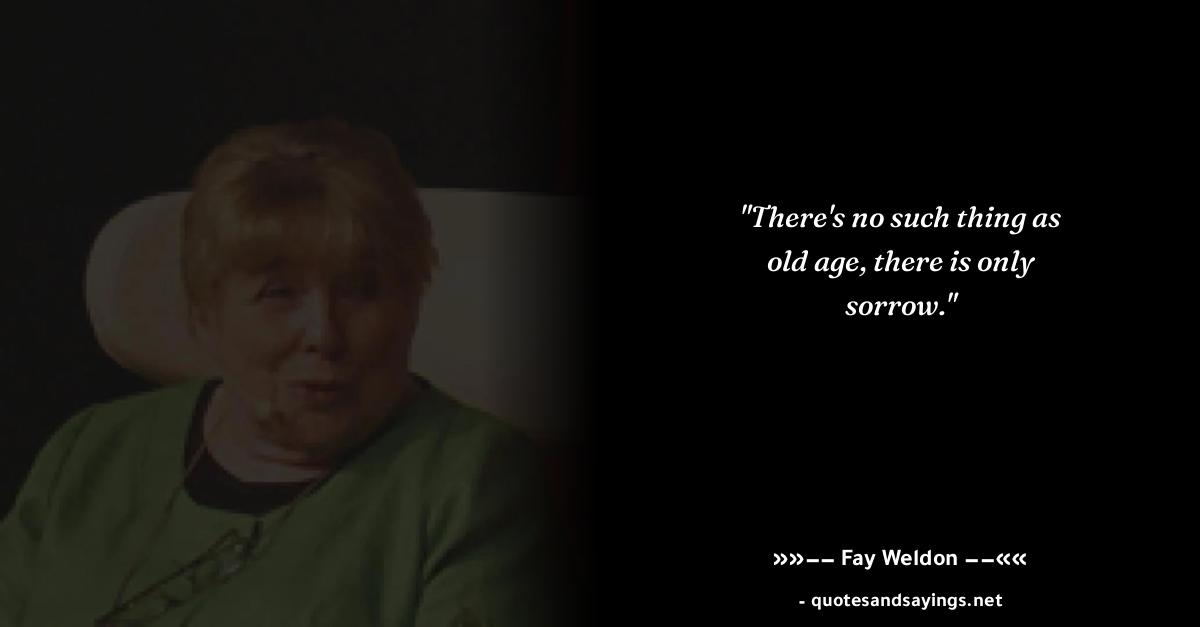 "There's no such thing as
old age, there is only
sorrow."
»»−− Fay Weldon −−««
- quotesandsayings.net